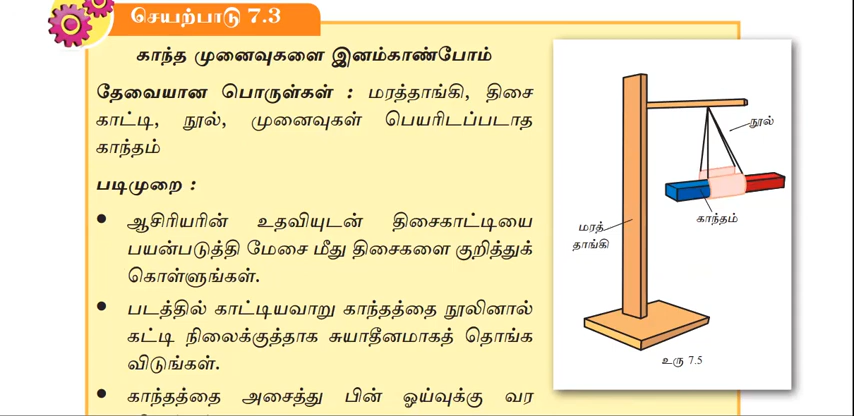 செயற்பாடு 7.3
காந்த முனைவுகளை இனம்காண்போம்
தேவையான பொருள்கள் : மரத்தாங்கி, திசை
காட்டி, நூல், முனைவுகள் பெயரிடப்படாத
காந்தம்
படிமுறை :
• ஆசிரியரின் உதவியுடன் திசைகாட்டியை
பயன்படுத்தி மேசை மீது திசைகளை குறித்துக்
கொள்ளுங்கள்.
• படத்தில் காட்டியவாறு காந்தத்தை நூலினால்
கட்டி நிலைக்குத்தாக சுயாதீனமாகத் தொங்க
விடுங்கள்.
• காந்தத்தை அசைத்து பின் ஓய்வுக்கு வர
நூல்
காந்தம்
மரத்
தாங்கி
உரு 7.5